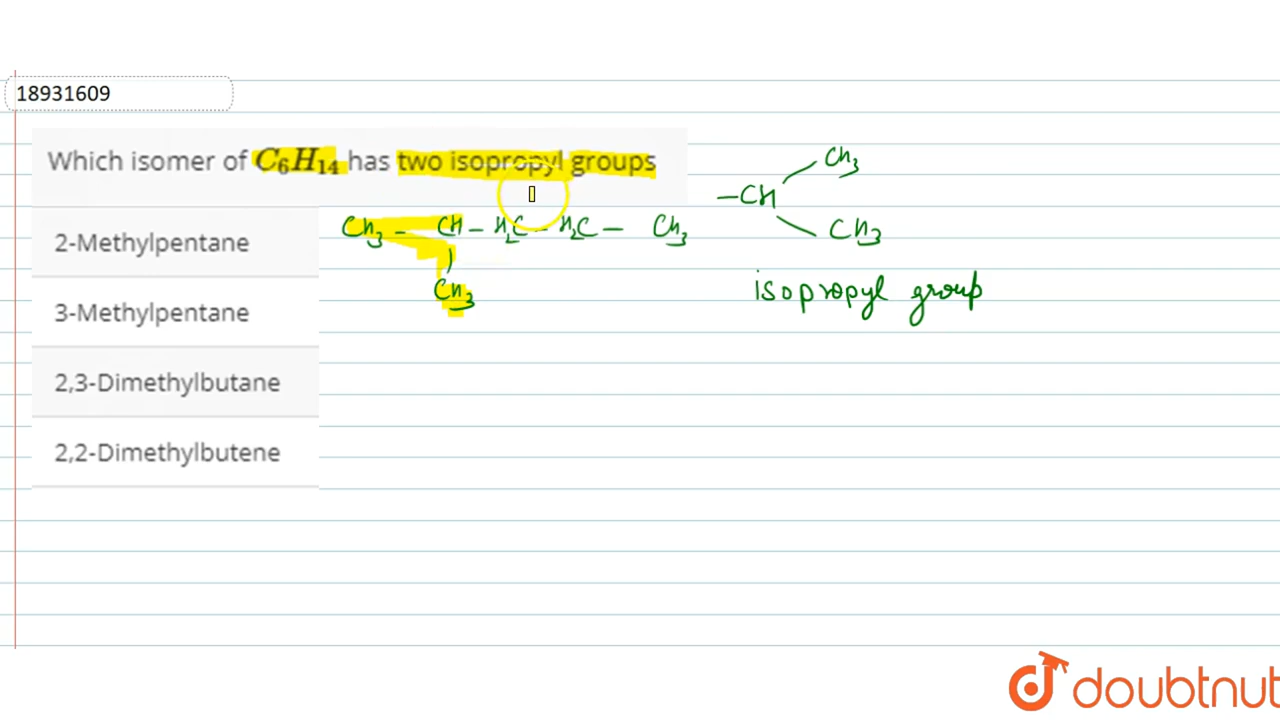 18931609
Which isomer of C₆H₁₄ has two isopropyl groups
2-Methylpentane
3-Methylpentane
2,3-Dimethylbutane
2,2-Dimethylbutene
CH₃ - CH - H₂C - H₂C - CH₃
CH₃
CH₃
-CH
CH₃
isopropyl group
doubtnut